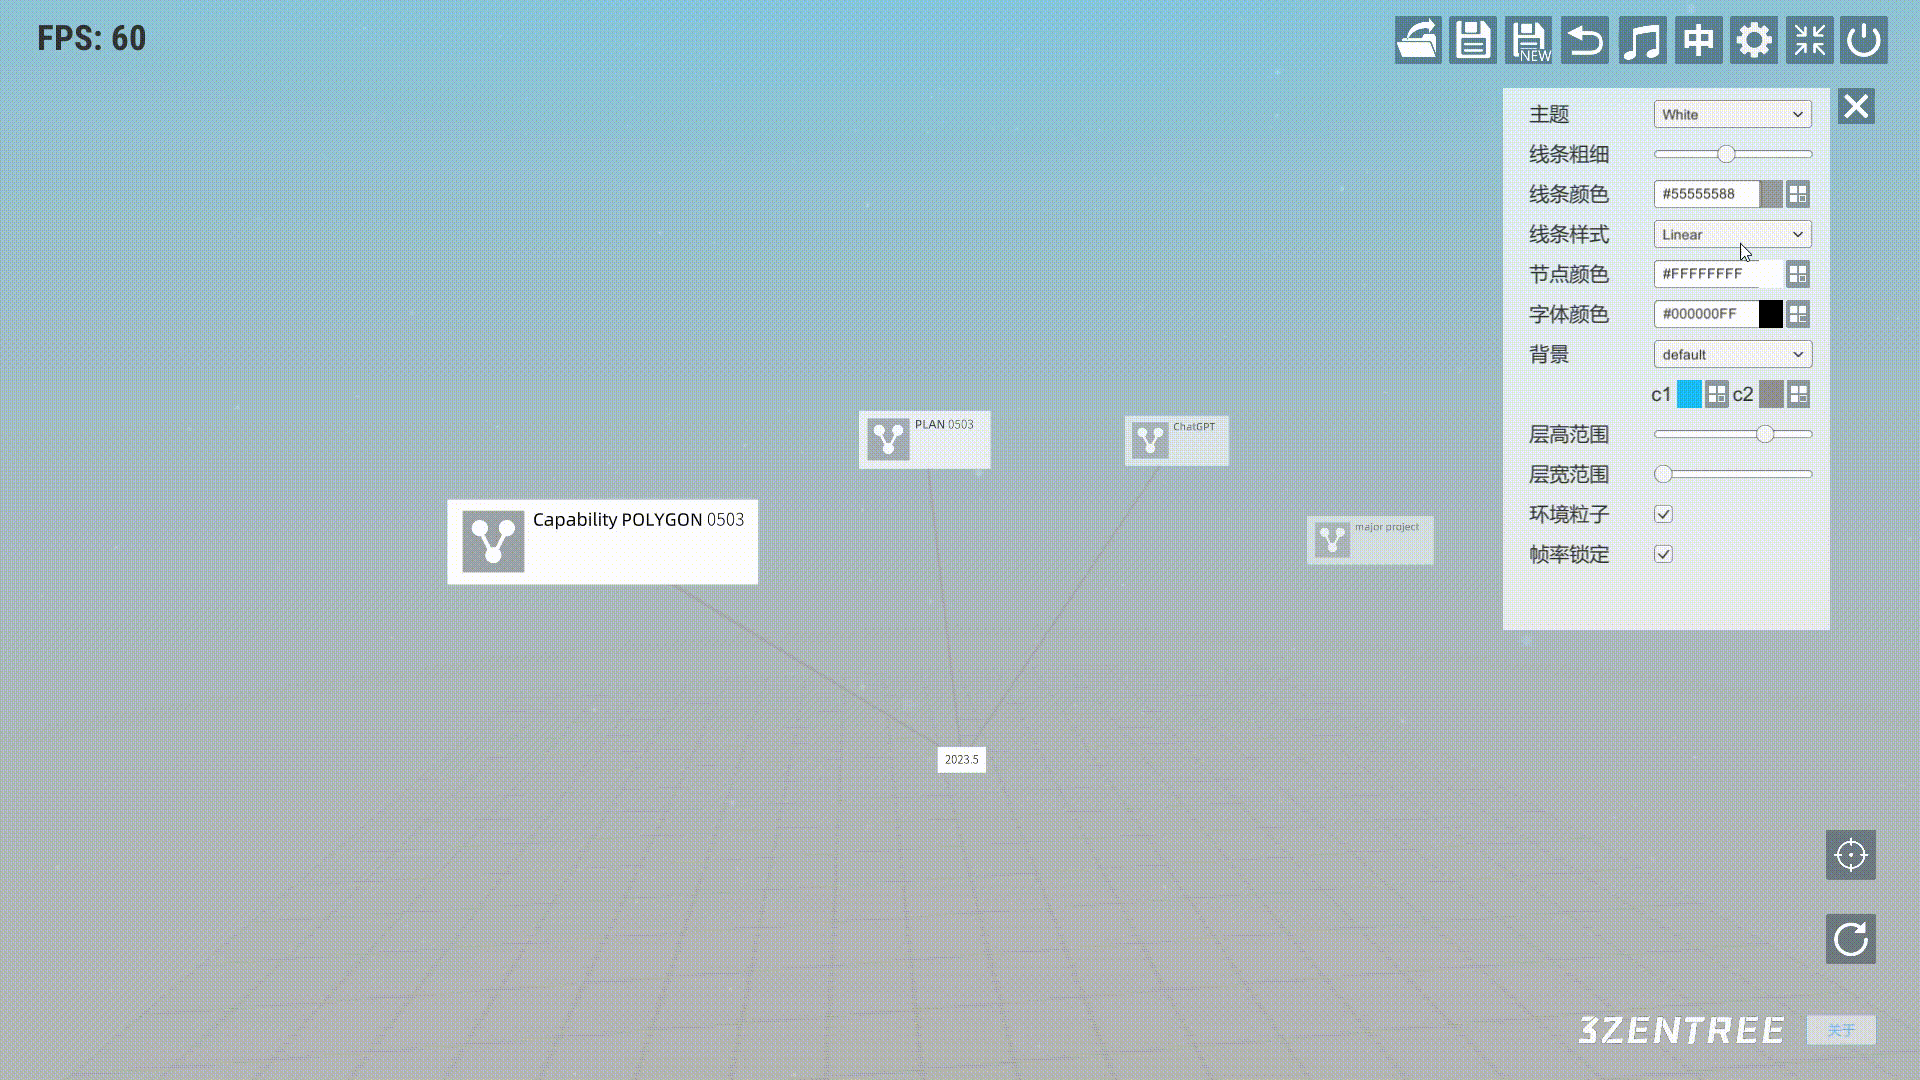 FPS: 60
NEW
中
主题
White
线条粗细
线条颜色
#55555588
线条样式
Linear
节点颜色
#FFFFFFFF
字体颜色
#000000FF
背景
default
c1
c2
层高范围
层宽范围
环境粒子
帧率锁定
PLAN 0503
ChatGPT
Capability POLYGON 0503
major project
2023.5
3ZENTREE
关于